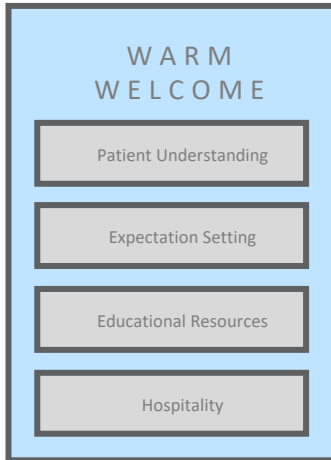 WARM
WELCOME
Patient Understanding
Expectation Setting
Educational Resources
Hospitality